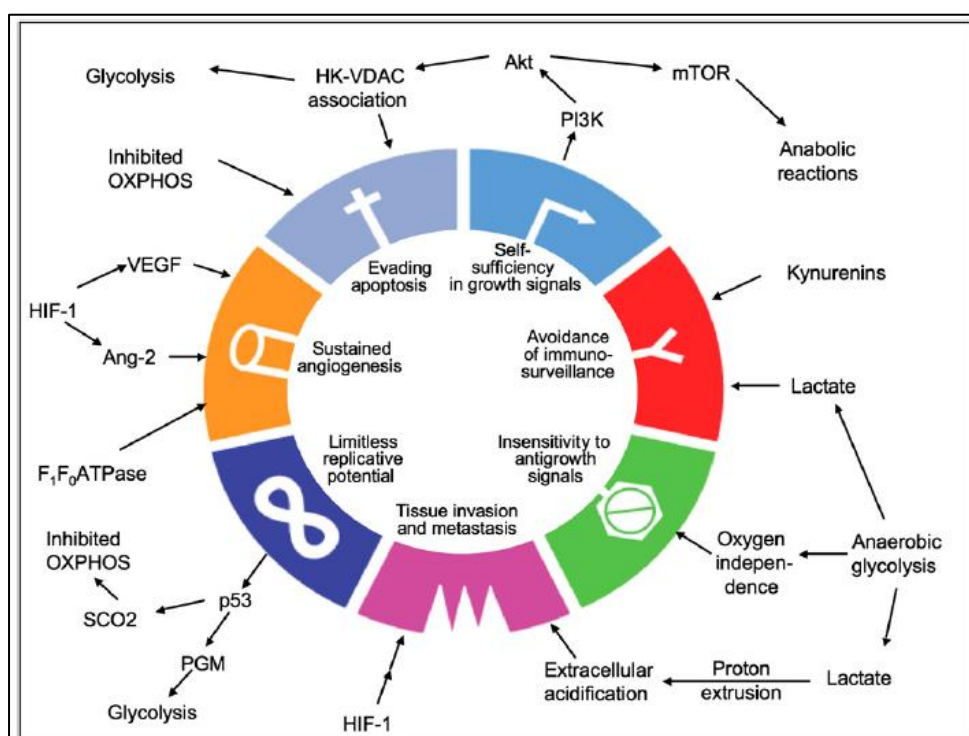 Glycolysis
HK-VDAC
association
Akt
mTOR
PI3K
Anabolic
reactions
Inhibited
OXPHOS
Evading
apoptosis
Self-
sufficiency
in growth signals
VEGF
HIF-1
Ang-2
Sustained
angiogenesis
Avoidance
of immuno-
surveillance
Kynurenins
Lactate
F₁F₀ATPase
Limitless
replicative
potential
Insensitivity to
antigrowth
signals
Tissue invasion
and metastasis
Inhibited
OXPHOS
SCO2
p53
PGM
Glycolysis
HIF-1
Oxygen
indepen-
dence
Anaerobic
glycolysis
Extracellular
acidification
Proton
extrusion
Lactate